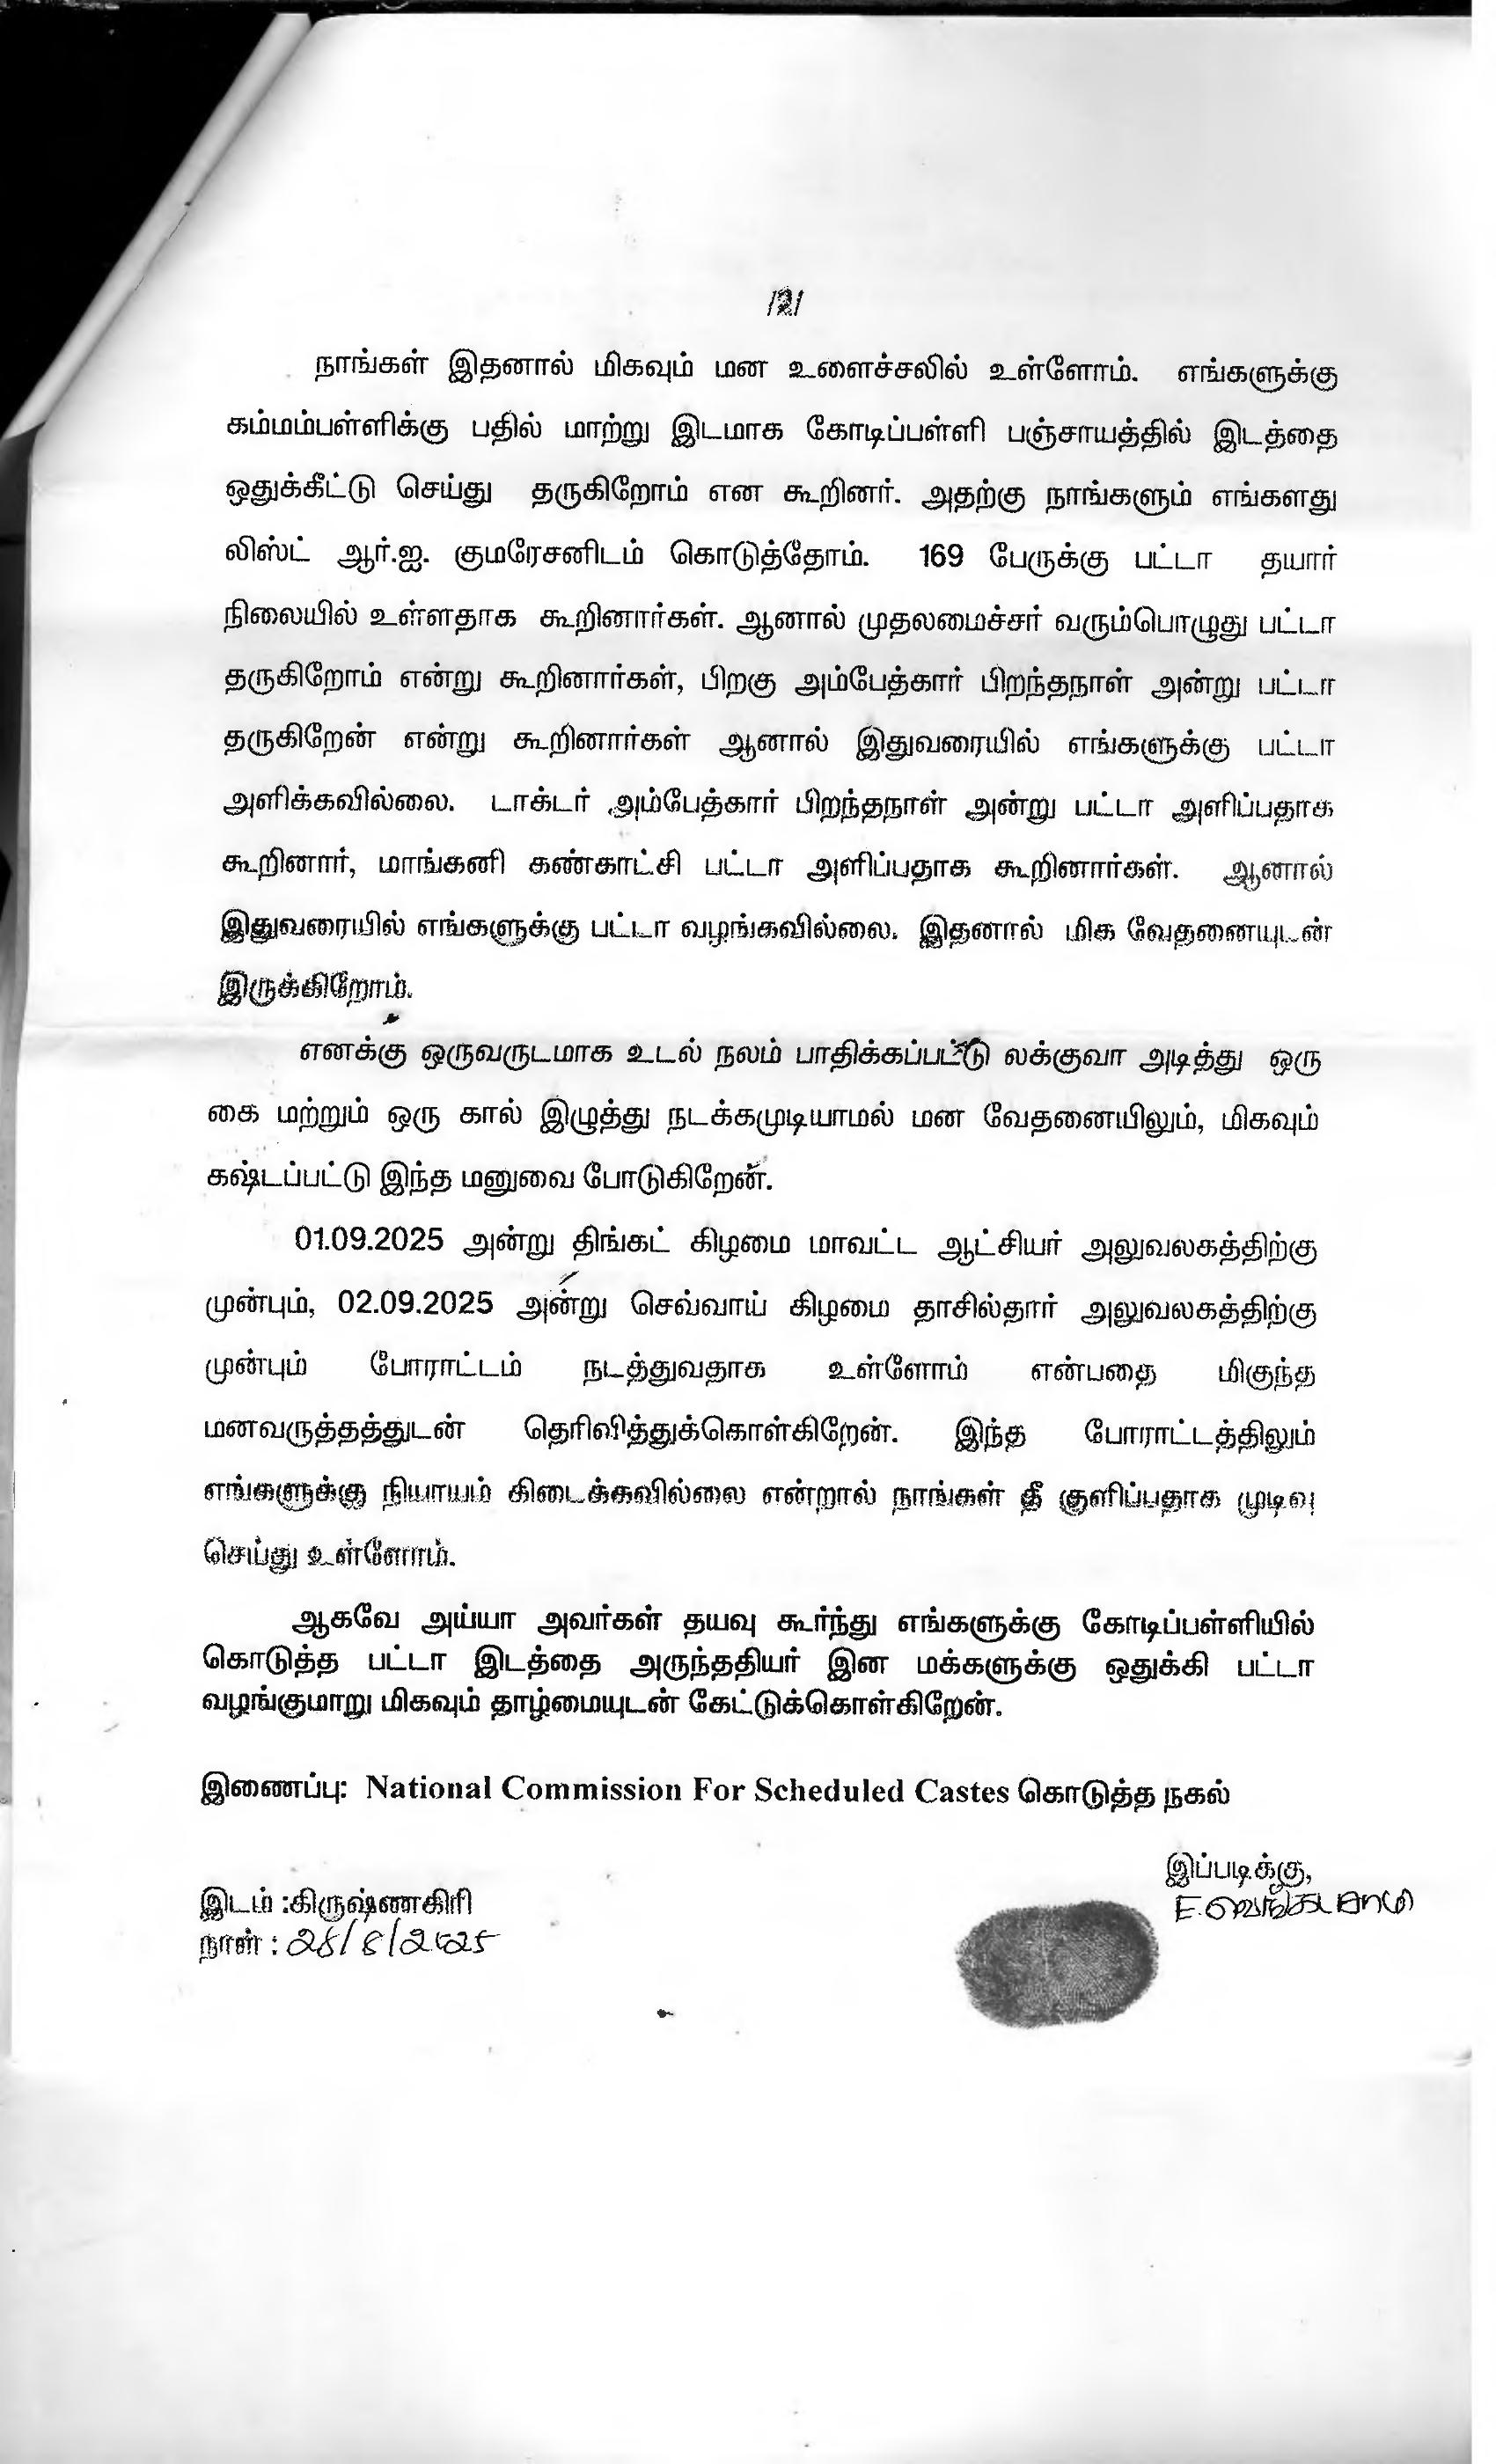 /2/
நாங்கள் இதனால் மிகவும் மன உளைச்சலில் உள்ளோம். எங்களுக்கு
கம்மம்பள்ளிக்கு பதில் மாற்று இடமாக கோடிப்பள்ளி பஞ்சாயத்தில் இடத்தை
ஒதுக்கீட்டு செய்து தருகிறோம் என கூறினர். அதற்கு நாங்களும் எங்களது
லிஸ்ட் ஆர்.ஐ. குமரேசனிடம் கொடுத்தோம். 169 பேருக்கு பட்டா தயார்
நிலையில் உள்ளதாக கூறினார்கள். ஆனால் முதலமைச்சர் வரும்பொழுது பட்டா
தருகிறோம் என்று கூறினார்கள், பிறகு அம்பேத்கார் பிறந்தநாள் அன்று பட்டா
தருகிறேன் என்று கூறினார்கள் ஆனால் இதுவரையில் எங்களுக்கு பட்டா
அளிக்கவில்லை. டாக்டர் அம்பேத்கார் பிறந்தநாள் அன்று பட்டா அளிப்பதாக
கூறினார், மாங்கனி கண்காட்சி பட்டா அளிப்பதாக கூறினார்கள். ஆனால்
இதுவரையில் எங்களுக்கு பட்டா வழங்கவில்லை. இதனால் மிக வேதனையுடன்
இருக்கிறோம்.
எனக்கு ஒருவருடமாக உடல் நலம் பாதிக்கப்பட்டு லக்குவா அடித்து ஒரு
கை மற்றும் ஒரு கால் இழுத்து நடக்கமுடியாமல் மன வேதனையிலும், மிகவும்
கஷ்டப்பட்டு இந்த மனுவை போடுகிறேன்.
01.09.2025 அன்று திங்கட் கிழமை மாவட்ட ஆட்சியர் அலுவலகத்திற்கு
முன்பும், 02.09.2025 அன்று செவ்வாய் கிழமை தாசில்தார் அலுவலகத்திற்கு
முன்பும் போராட்டம் நடத்துவதாக உள்ளோம் என்பதை மிகுந்த
மனவருத்தத்துடன் தெரிவித்துக்கொள்கிறேன். இந்த போராட்டத்திலும்
எங்களுக்கு நியாயம் கிடைக்கவில்லை என்றால் நாங்கள் தீ குளிப்பதாக முடிவு
செய்து உள்ளோம்.
ஆகவே அய்யா அவர்கள் தயவு கூர்ந்து எங்களுக்கு கோடிப்பள்ளியில்
கொடுத்த பட்டா இடத்தை அருந்ததியர் இன மக்களுக்கு ஒதுக்கி பட்டா
வழங்குமாறு மிகவும் தாழ்மையுடன் கேட்டுக்கொள்கிறேன்.
இணைப்பு: National Commission For Scheduled Castes கொடுத்த நகல்
இப்படிக்கு,
E.
இடம் :கிருஷ்ணகிரி
நாள் : 28/8/2025